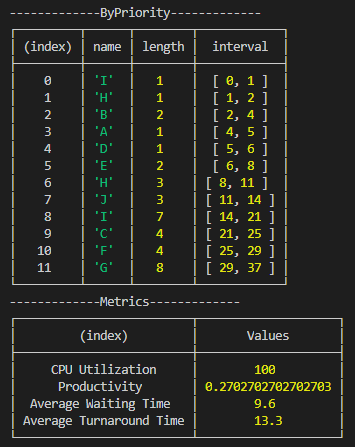 -------------ByPriority-------------
(index) name length interval
0 'I' 1 [ 0, 1 ]
1 'H' 1 [ 1, 2 ]
2 'B' 2 [ 2, 4 ]
3 'A' 1 [ 4, 5 ]
4 'D' 1 [ 5, 6 ]
5 'E' 2 [ 6, 8 ]
6 'H' 3 [ 8, 11 ]
7 'J' 3 [ 11, 14 ]
8 'I' 7 [ 14, 21 ]
9 'C' 4 [ 21, 25 ]
10 'F' 4 [ 25, 29 ]
11 'G' 8 [ 29, 37 ]
-------------Metrics-------------
(index) Values
CPU Utilization 100
Productivity 0.2702702702702703
Average Waiting Time 9.6
Average Turnaround Time 13.3